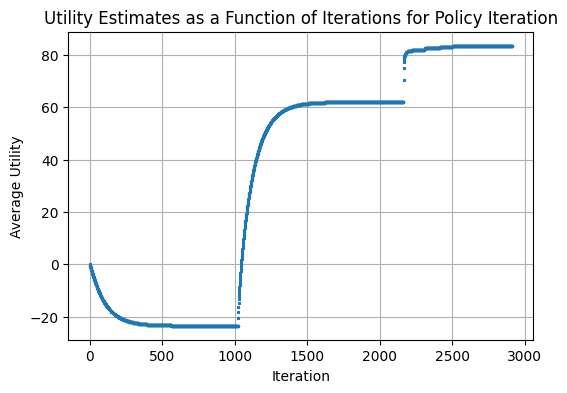 Utility Estimates as a Function of Iterations for Policy Iteration
80
60
40
20
0
−20
0 500 1000 1500 2000 2500 3000
Average Utility
Iteration